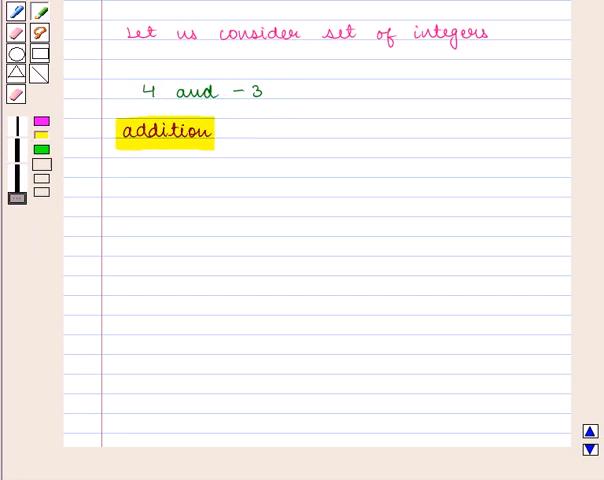 Let us consider set of integers
4 and - 3
addition